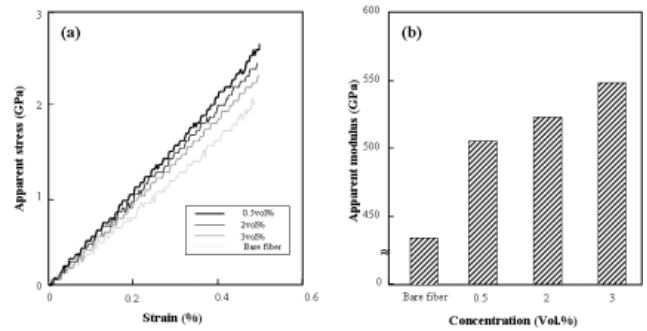 (a)
3
2
1
0
Apparent stress (GPa)
0.5vol%
2vol%
3vol%
Bare fiber
0
0.2
0.4
0.6
Strain (%)
(b)
600
550
500
450
0
Apparent modulus (GPa)
Bare fiber
0.5
2
3
Concentration (Vol.%)